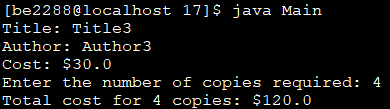 [be2288@localhost 17]$ java Main
Title: Title3
Author: Author3
Cost: $30.0
Enter the number of copies required: 4
Total cost for 4 copies: $120.0